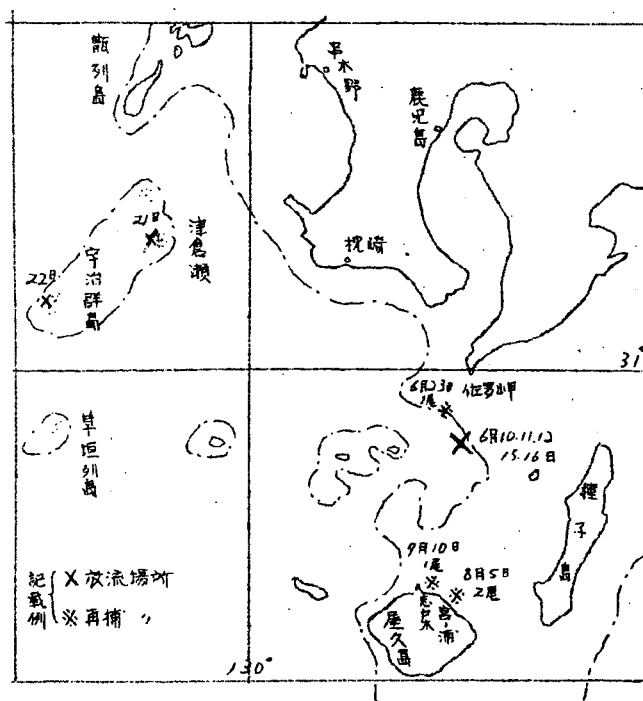 甑列島
串木野
鹿児島
21日
津倉瀬
22日
宇治群島
枕崎
31°
6月23日
1尾
佐多岬
6月10.11.12
15.16日
草垣列島
種子島
9月10日
1尾
8月5日
2尾
志戸子
宮ノ浦
屋久島
記載例
× 放流場所
※ 再捕 〃
130°